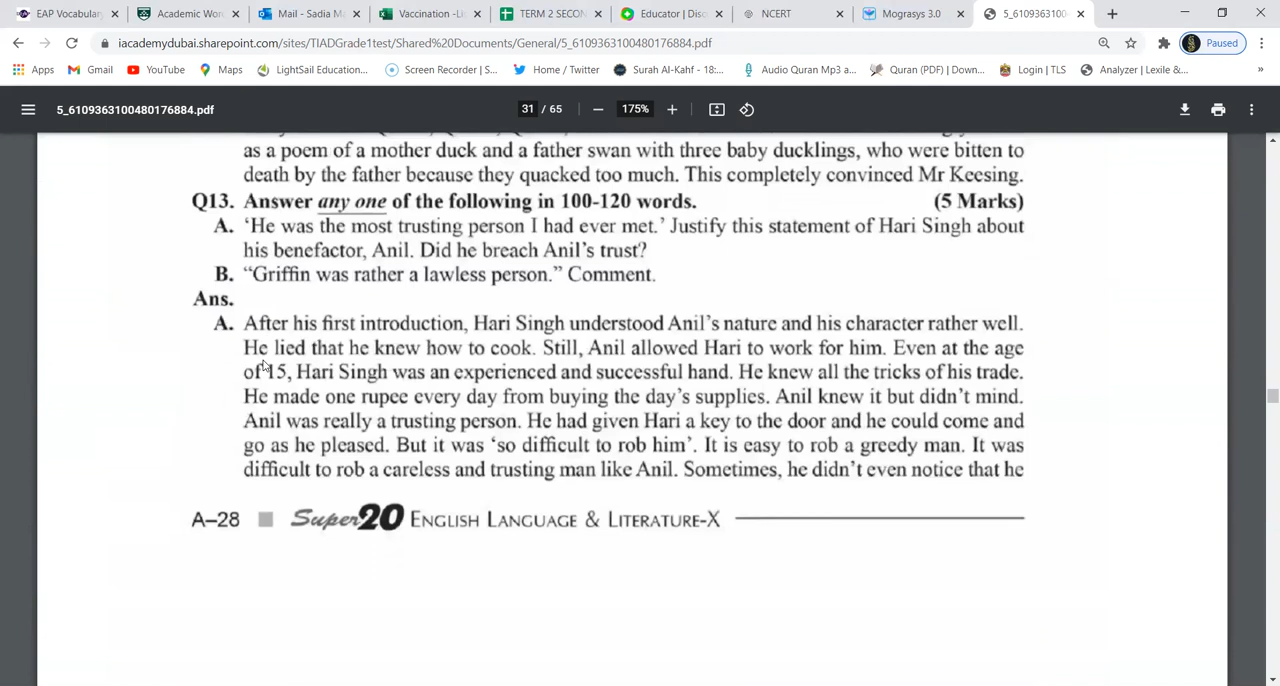 EAP Vocabulary
Academic Wor
Mail - Sadia M
Vaccination -Li
TERM 2 SECON
Educator | Disc
NCERT
Mograsys 3.0
5_6109363100
iacademydubai.sharepoint.com/sites/TIADGrade1test/Shared%20Documents/General/5_6109363100480176884.pdf
Paused
Apps
Gmail
YouTube
Maps
LightSail Education...
Screen Recorder | S...
Home / Twitter
Surah Al-Kahf - 18:...
Audio Quran Mp3 a...
Quran (PDF) | Down...
Login | TLS
Analyzer | Lexile &...
5_6109363100480176884.pdf
31 / 65
175%
as a poem of a mother duck and a father swan with three baby ducklings, who were bitten to
death by the father because they quacked too much. This completely convinced Mr Keesing.
Q13. Answer any one of the following in 100-120 words. (5 Marks)
A. ‘He was the most trusting person I had ever met.’ Justify this statement of Hari Singh about
his benefactor, Anil. Did he breach Anil’s trust?
B. “Griffin was rather a lawless person.” Comment.
Ans.
A. After his first introduction, Hari Singh understood Anil’s nature and his character rather well.
He lied that he knew how to cook. Still, Anil allowed Hari to work for him. Even at the age
of 15, Hari Singh was an experienced and successful hand. He knew all the tricks of his trade.
He made one rupee every day from buying the day’s supplies. Anil knew it but didn’t mind.
Anil was really a trusting person. He had given Hari a key to the door and he could come and
go as he pleased. But it was ‘so difficult to rob him’. It is easy to rob a greedy man. It was
difficult to rob a careless and trusting man like Anil. Sometimes, he didn’t even notice that he
A–28 Super20 ENGLISH LANGUAGE & LITERATURE-X